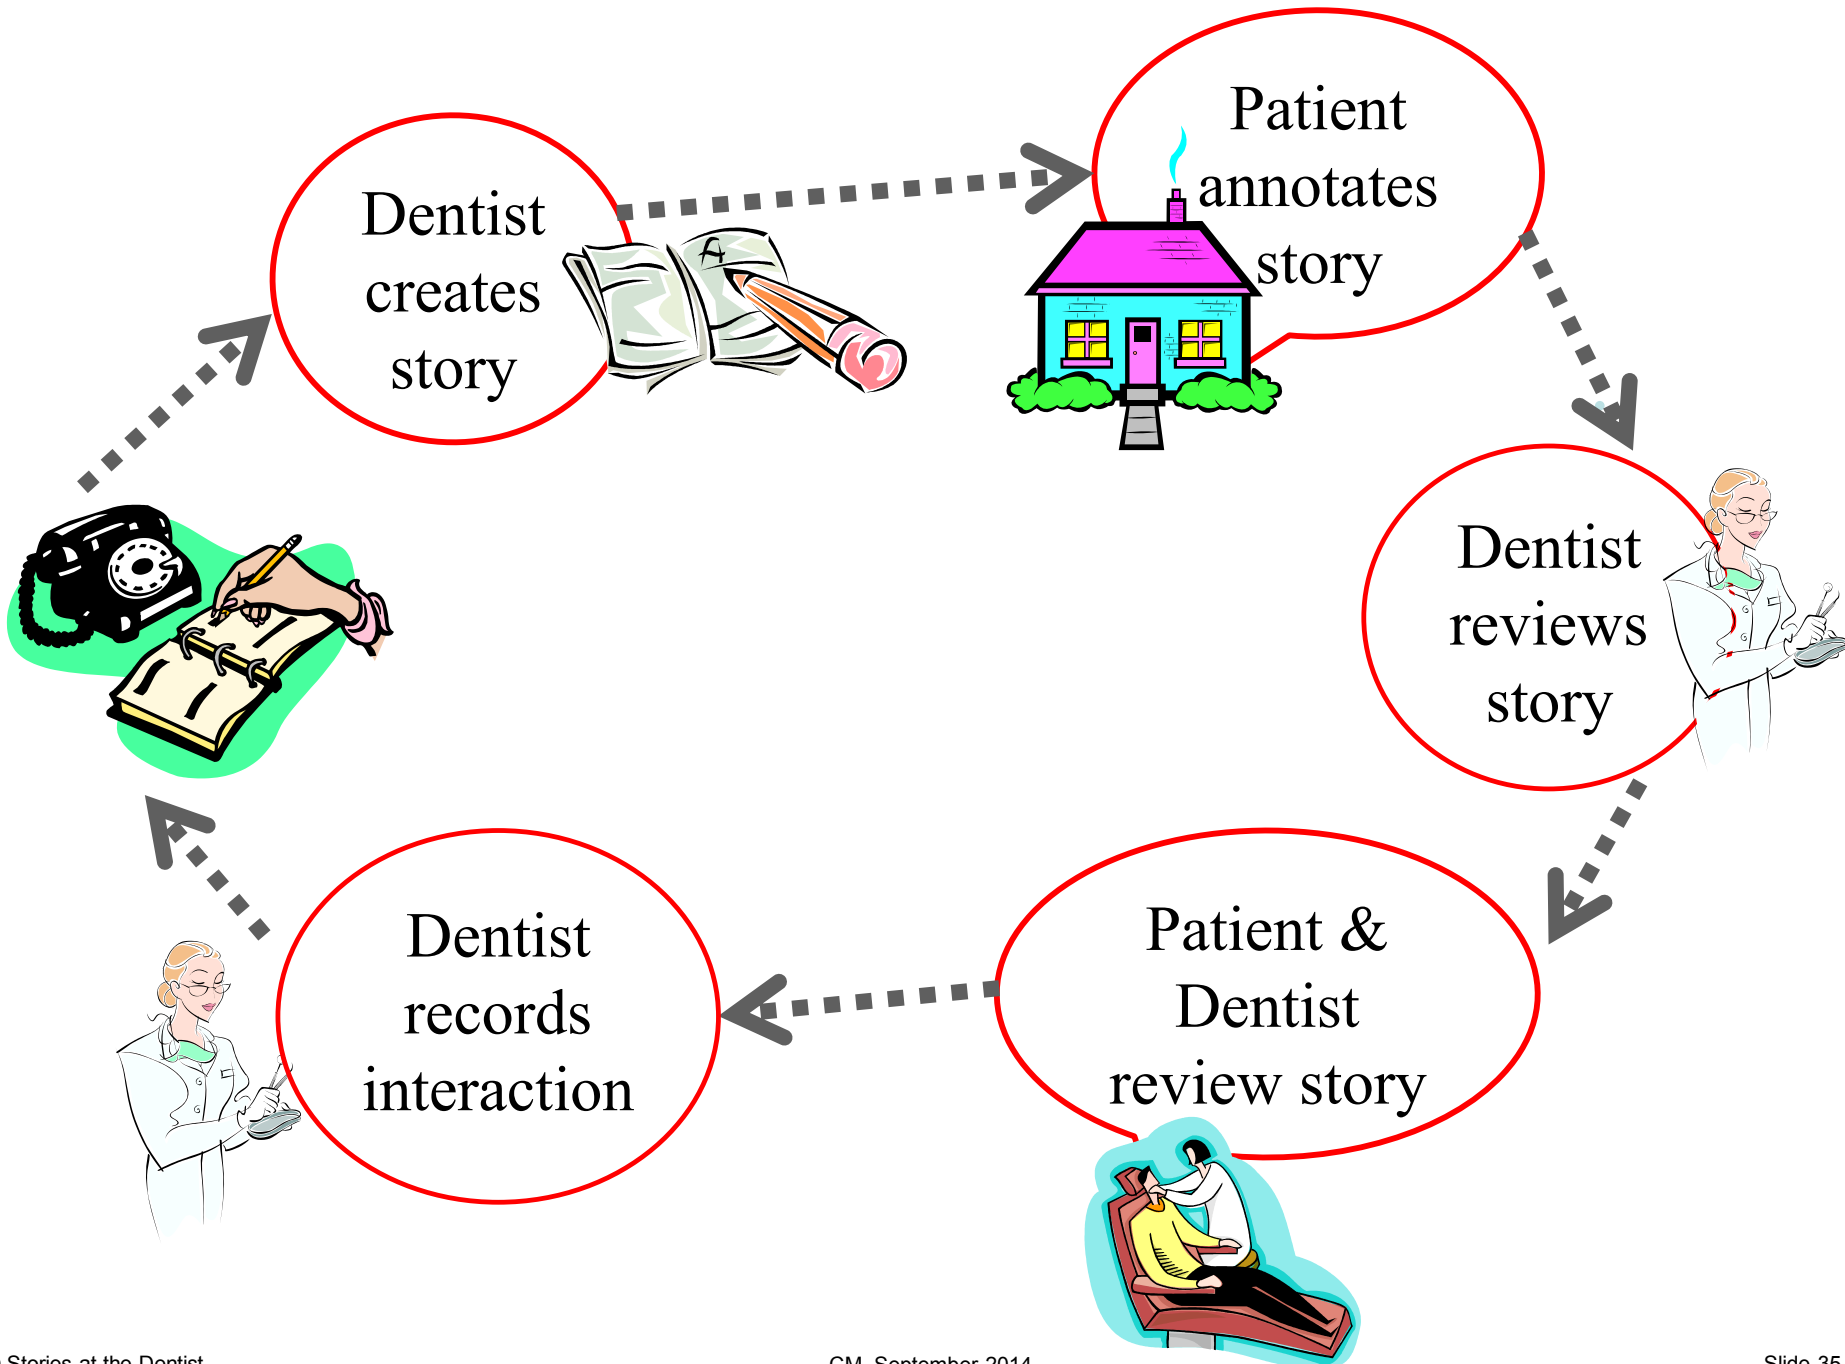 Dentist
creates
story
Patient
annotates
story
Dentist
reviews
story
Patient &
Dentist
review story
Dentist
records
interaction
Stories at the Dentist
CM, September 2014
Slide 35